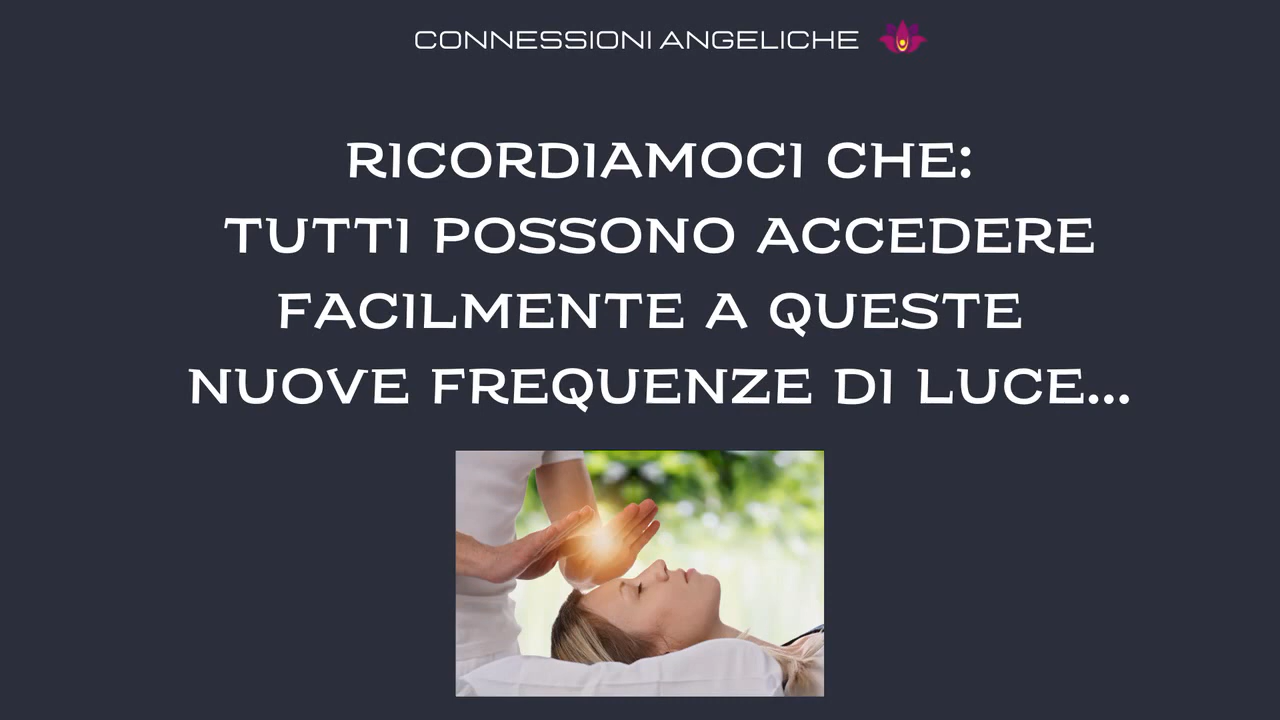 CONNESSIONI ANGELICHE
RICORDIAMOCI CHE:
TUTTI POSSONO ACCEDERE
FACILMENTE A QUESTE
NUOVE FREQUENZE DI LUCE...